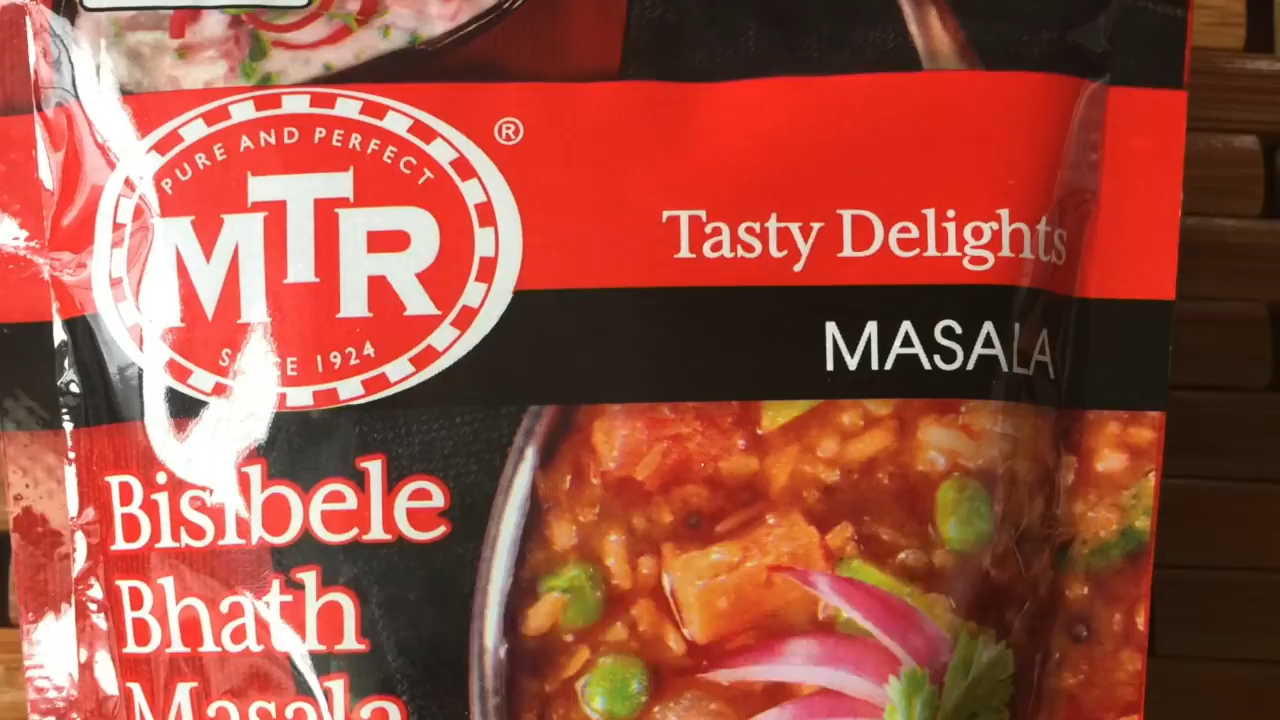 PURE AND PERFECT
®
MTR
SINCE 1924
Tasty Delights
MASALA
Bisibele
Bhath
Masala